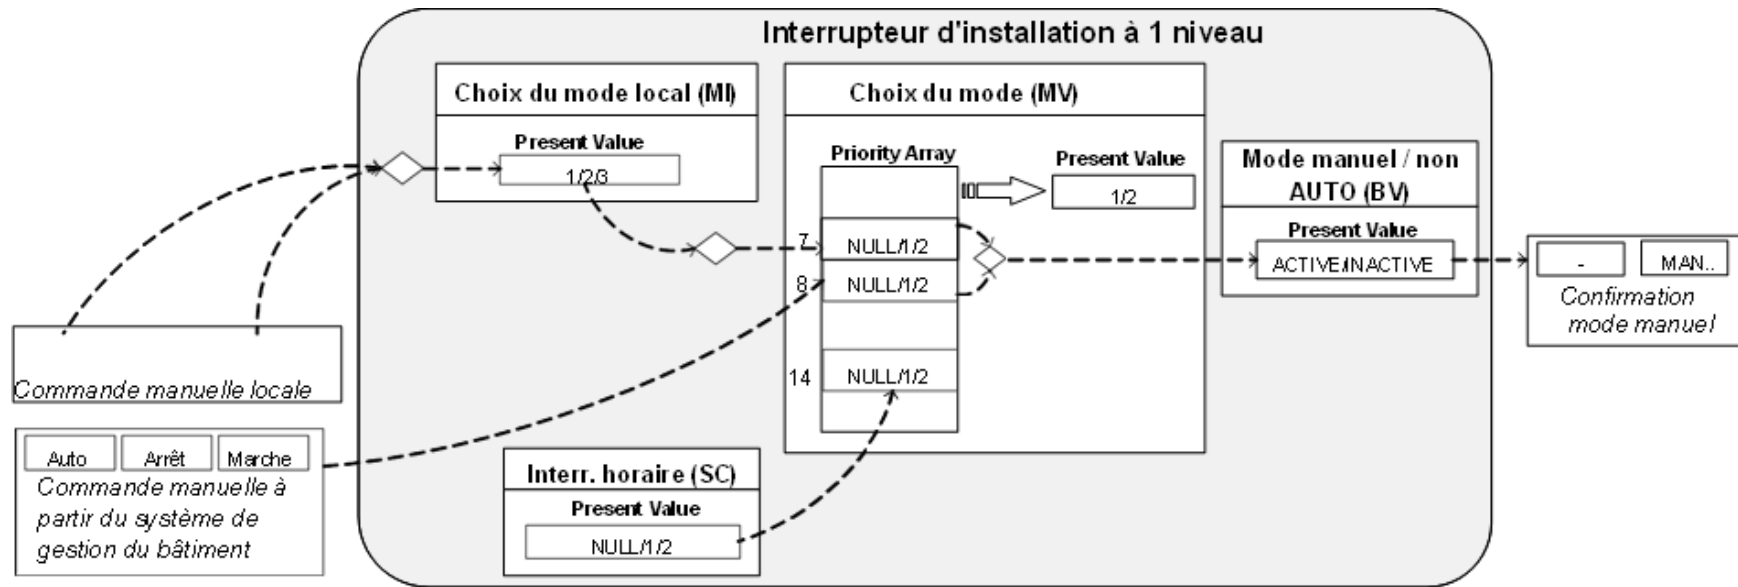 Interrupteur d'installation à 1 niveau
Choix du mode local (MI)
Present Value
1/2/3
Choix du mode (MV)
Priority Array
Present Value
1/2
7
NULL/1/2
8
NULL/1/2
14
NULL/1/2
Mode manuel / non
AUTO (BV)
Present Value
ACTIVE/INACTIVE
-
MAN..
Confirmation
mode manuel
Commande manuelle locale
Auto
Arrêt
Marche
Commande manuelle à
partir du système de
gestion du bâtiment
Interr. horaire (SC)
Present Value
NULL/1/2